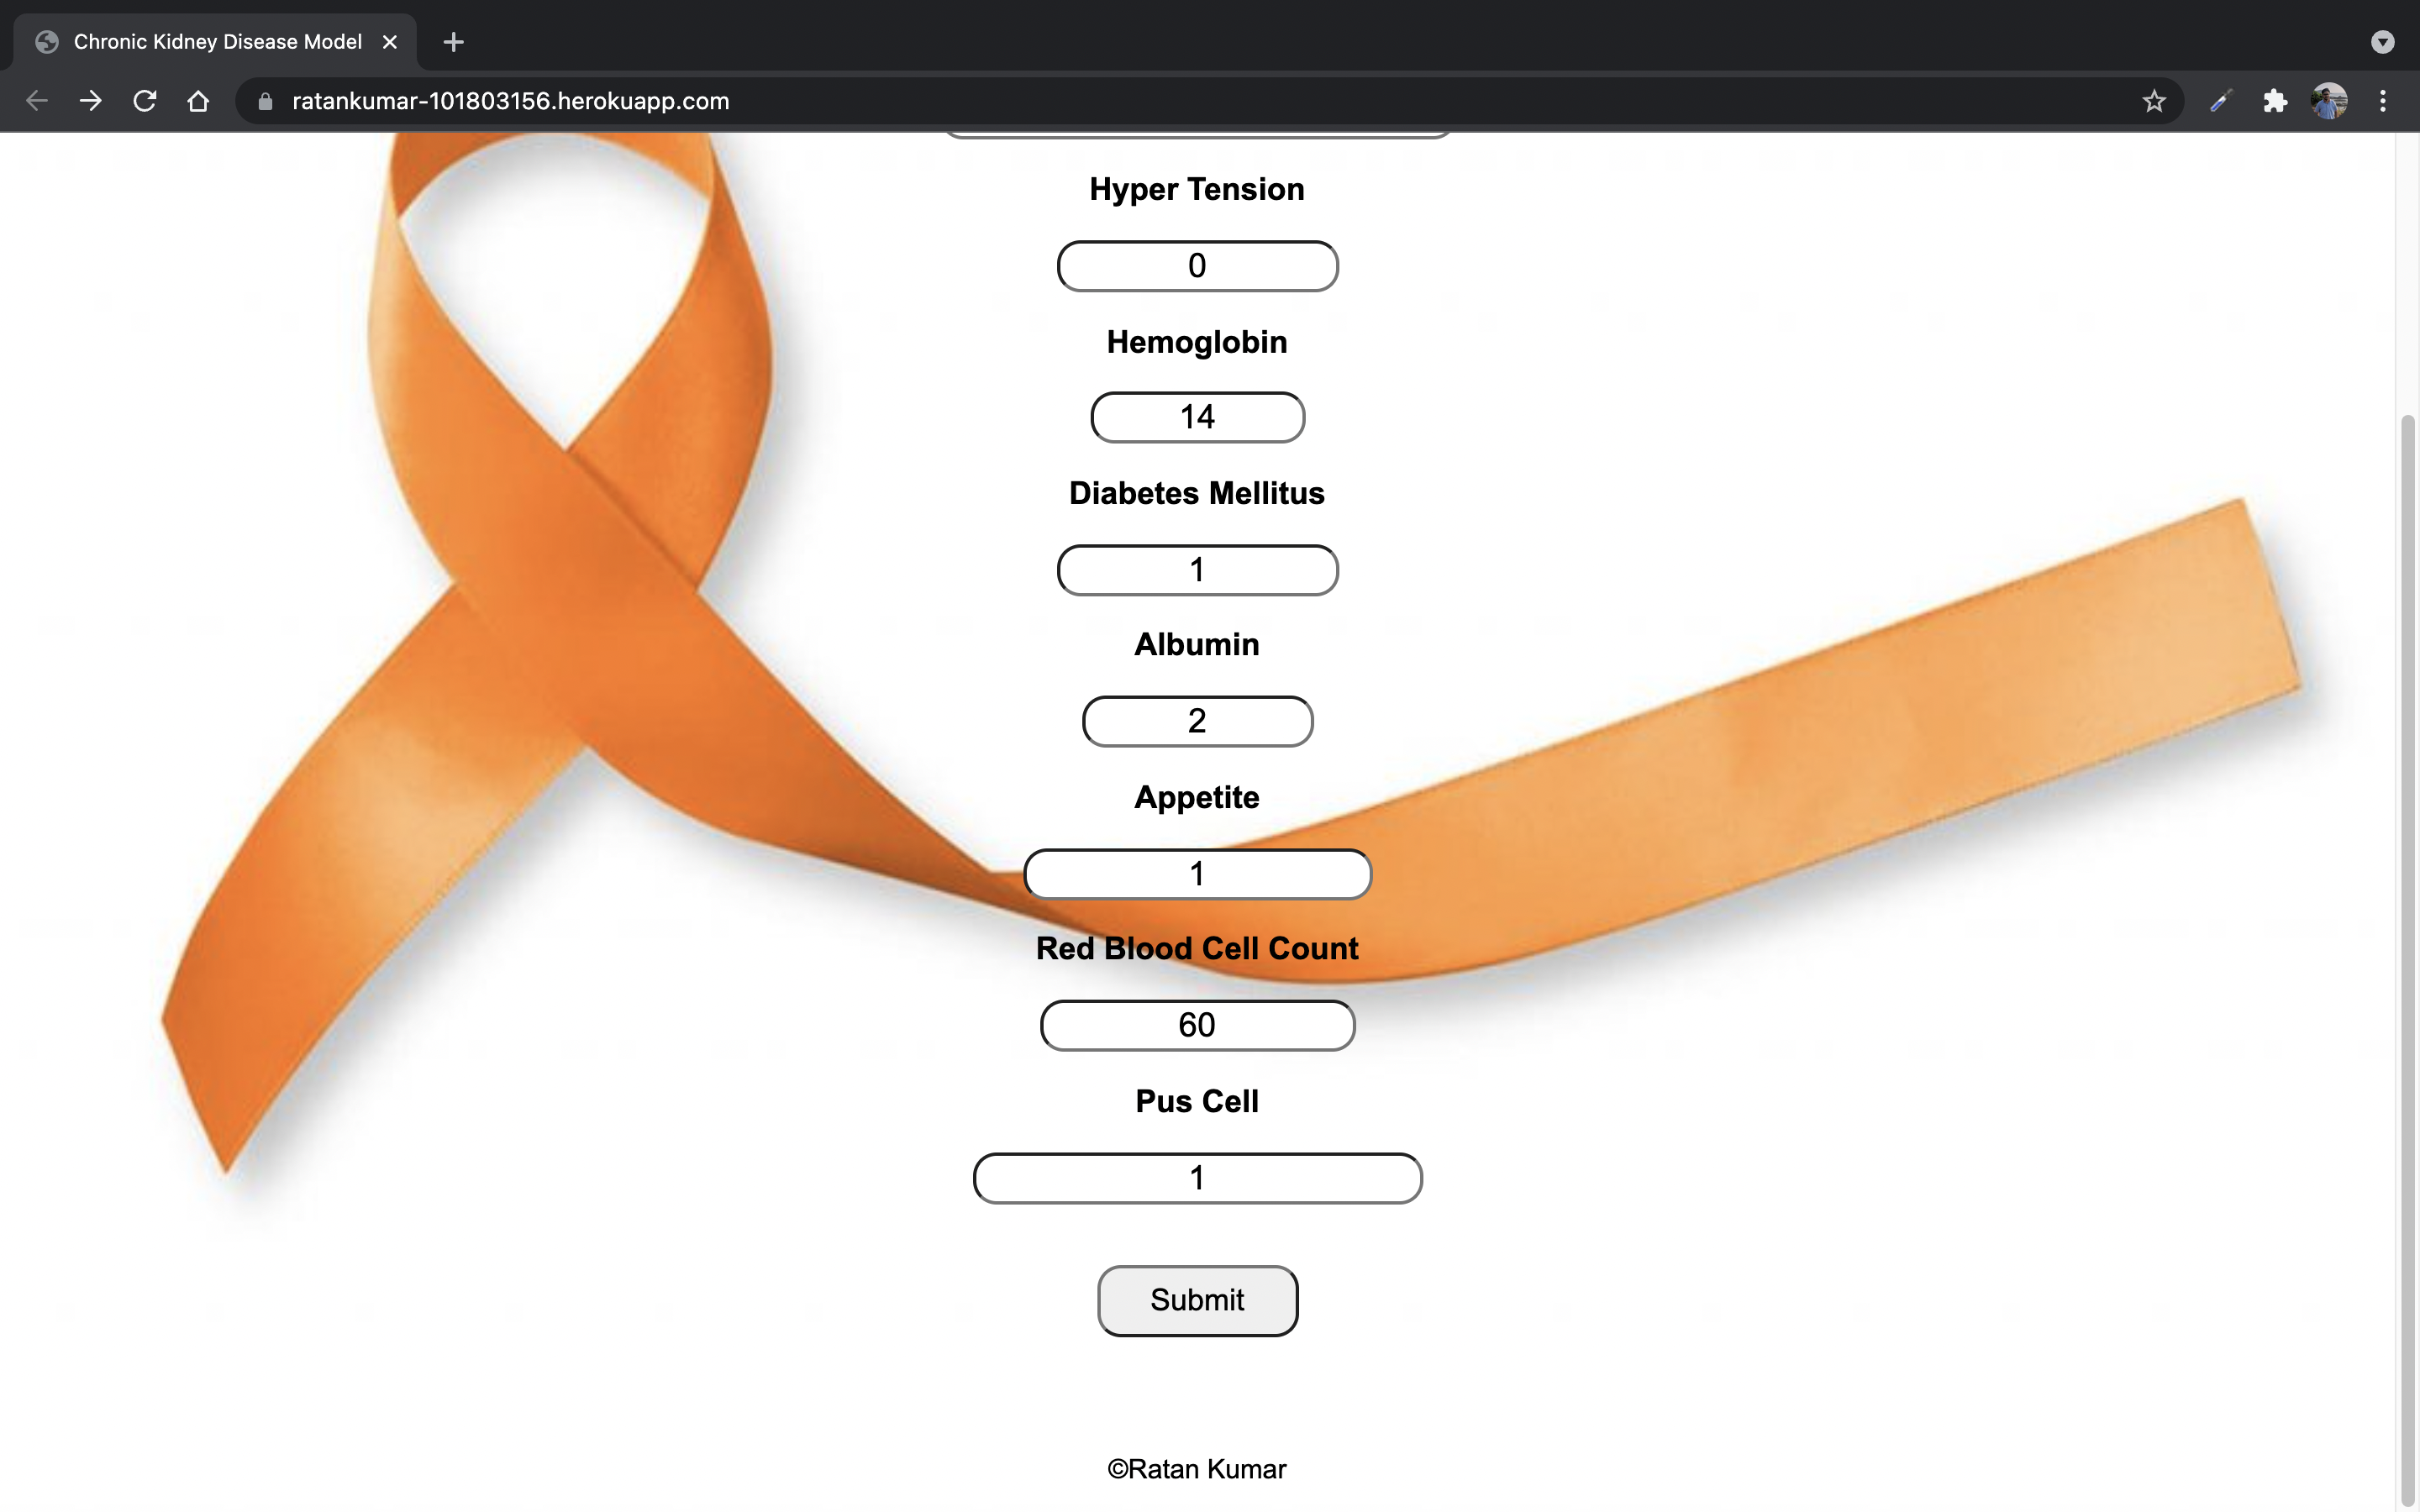 Chronic Kidney Disease Model
ratankumar-101803156.herokuapp.com
Hyper Tension
0
Hemoglobin
14
Diabetes Mellitus
1
Albumin
2
Appetite
1
Red Blood Cell Count
60
Pus Cell
1
Submit
©Ratan Kumar